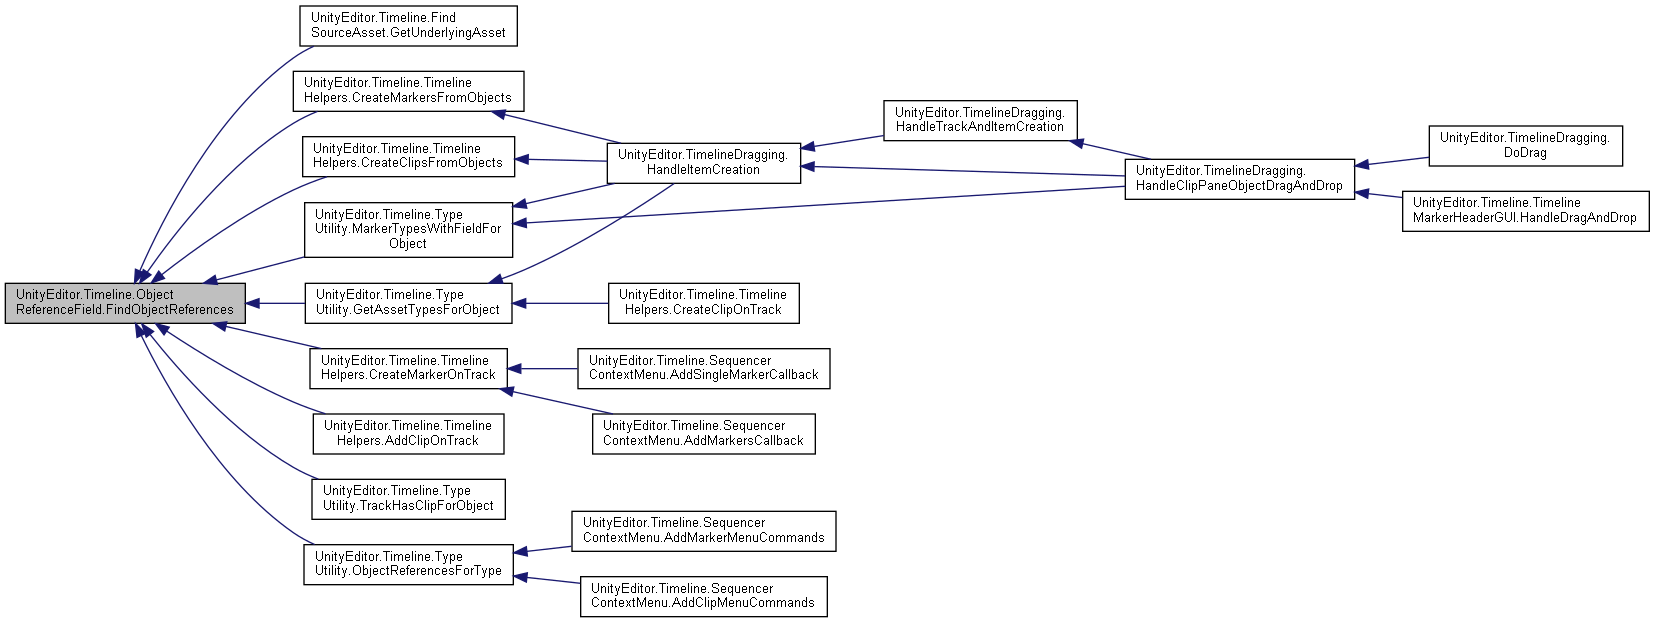 UnityEditor.Timeline.Find
SourceAsset.GetUnderlyingAsset
UnityEditor.Timeline.Timeline
Helpers.CreateMarkersFromObjects
UnityEditor.TimelineDragging.
HandleTrackAndItemCreation
UnityEditor.TimelineDragging.
DoDrag
UnityEditor.Timeline.Timeline
Helpers.CreateClipsFromObjects
UnityEditor.TimelineDragging.
HandleItemCreation
UnityEditor.TimelineDragging.
HandleClipPaneObjectDragAndDrop
UnityEditor.Timeline.Timeline
MarkerHeaderGUI.HandleDragAndDrop
UnityEditor.Timeline.Type
Utility.MarkerTypesWithFieldFor
Object
UnityEditor.Timeline.Object
ReferenceField.FindObjectReferences
UnityEditor.Timeline.Type
Utility.GetAssetTypesForObject
UnityEditor.Timeline.Timeline
Helpers.CreateClipOnTrack
UnityEditor.Timeline.Timeline
Helpers.CreateMarkerOnTrack
UnityEditor.Timeline.Sequencer
ContextMenu.AddSingleMarkerCallback
UnityEditor.Timeline.Timeline
Helpers.AddClipOnTrack
UnityEditor.Timeline.Sequencer
ContextMenu.AddMarkersCallback
UnityEditor.Timeline.Type
Utility.TrackHasClipForObject
UnityEditor.Timeline.Sequencer
ContextMenu.AddMarkerMenuCommands
UnityEditor.Timeline.Type
Utility.ObjectReferencesForType
UnityEditor.Timeline.Sequencer
ContextMenu.AddClipMenuCommands